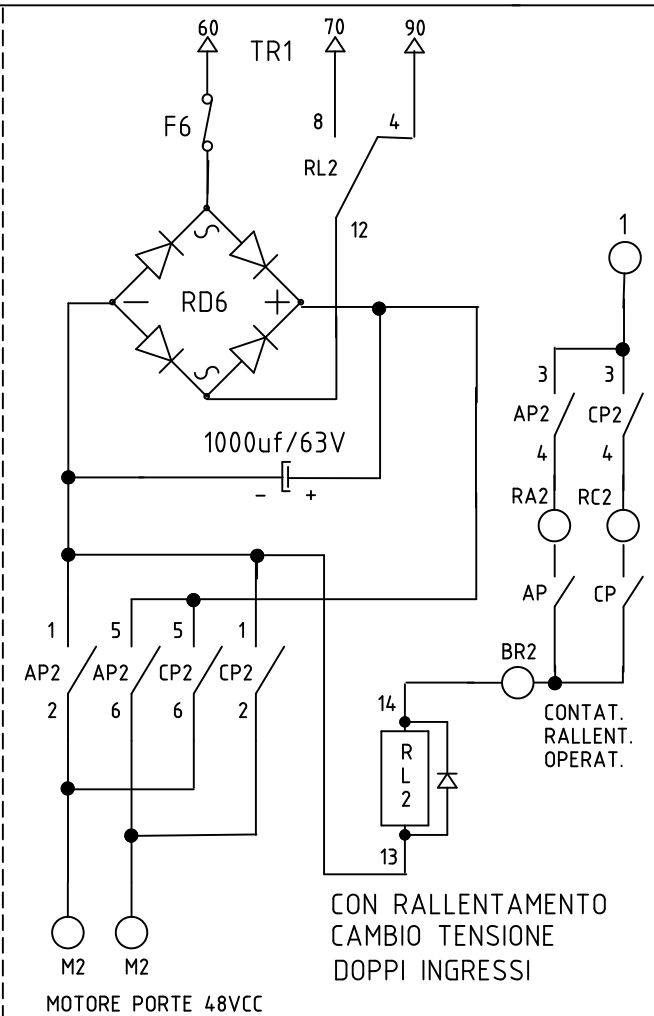 60 70 90
TR1
F6
8 4
RL2
12
1
RD6
− +
3 3
AP2 CP2
4 4
1000uf/63V
- +
RA2 RC2
AP CP
1 5 5 1
AP2 AP2 CP2 CP2
2 6 6 2
BR2
14
CONTAT.
RALLENT.
OPERAT.
R
L
2
13
CON RALLENTAMENTO
CAMBIO TENSIONE
DOPPI INGRESSI
M2 M2
MOTORE PORTE 48VCC